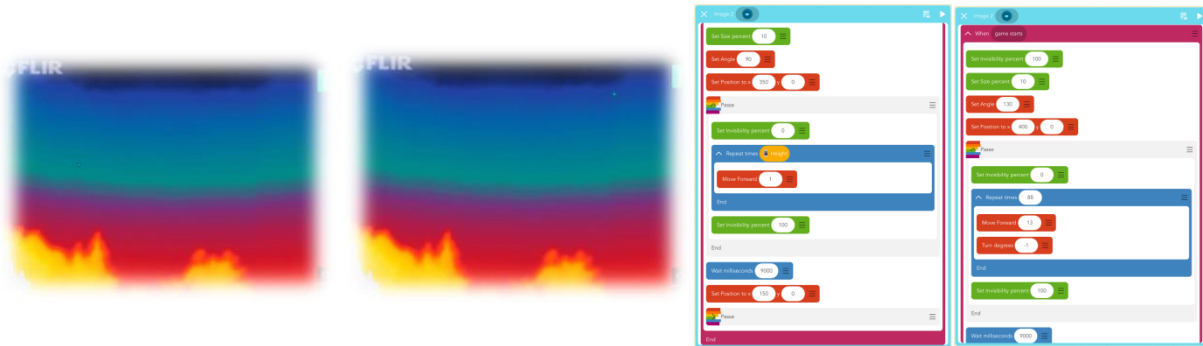 FLIR
FLIR
Image 2
Set Size percent 10
Set Angle 90
Set Position to x 350 y 0
Passe
Set Invisibility percent 0
Repeat times Height
Move Forward 1
End
Set Invisibility percent 100
End
Wait milliseconds 9000
Set Position to x 150 y 0
Passe
End
Image 2
When game starts
Set Invisibility percent 100
Set Size percent 10
Set Angle 130
Set Position to x 400 y 0
Passe
Set Invisibility percent 0
Repeat times 88
Move Forward 13
Turn degrees -1
End
Set Invisibility percent 100
End
Wait milliseconds 9000